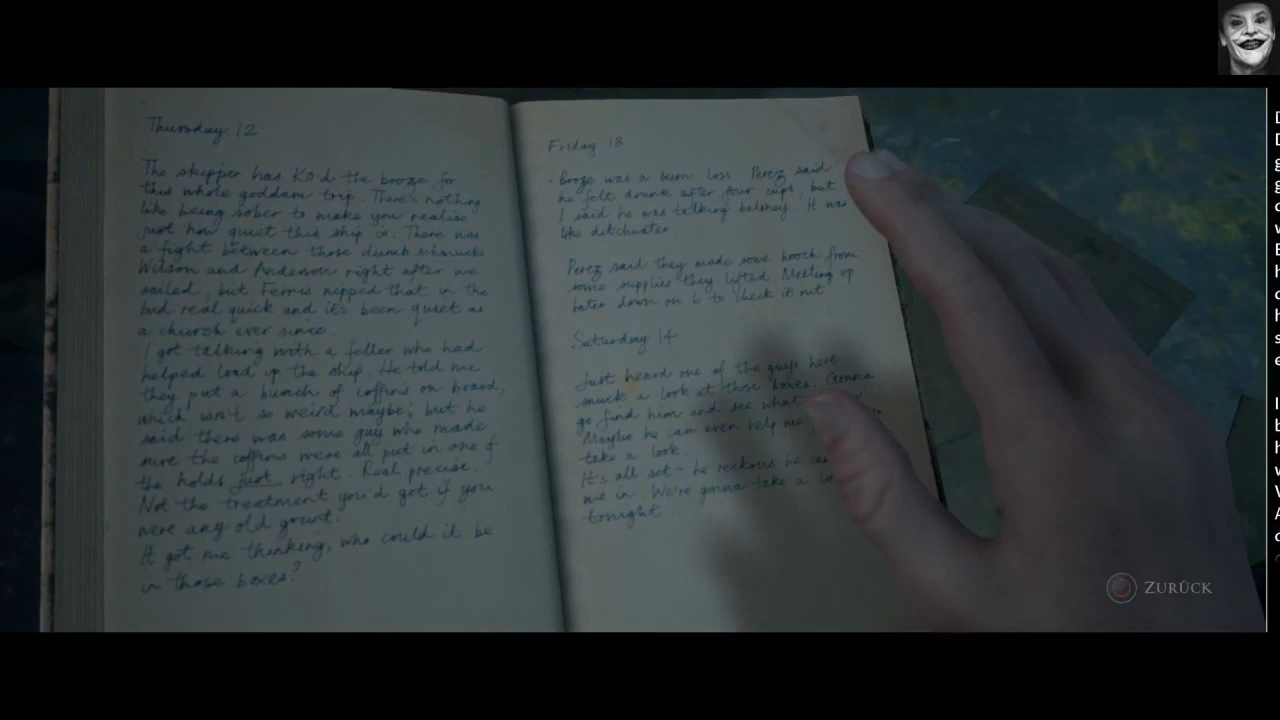 Thursday 12
The skipper has KO'd the booze for
this whole goddam trip. There's nothing
like being sober to make you realise
just how quiet this ship is. There was
a fight between those dumb schmucks
Wilson and Anderson right after we
sailed, but Ferris nipped that in the
bud real quick and it's been quiet as
a church ever since.
I got talking with a feller who had
helped load up the ship. He told me
they put a bunch of coffins on board,
which isn't so weird maybe, but he
said there was some guy who made
sure the coffins were all put in one of
the holds just right. Real precise.
Not the treatment you'd get if you
were any old grunt.
It got me thinking, who could it be
in those boxes?
Friday 13
Booze was a bum loss. Perez said
he felt drunk after four cups, but
I said he was talking baloney. It was
like ditchwater
Perez said they made some hooch from
some supplies they lifted. Meeting up
later down on 6 to check it out
Saturday 14
Just heard one of the guys here
snuck a look at those boxes. Gonna
go find him and see what
Maybe he can even help me
take a look.
It's all set - he reckons he can
me in. We're gonna take a
tonight.
ZURÜCK